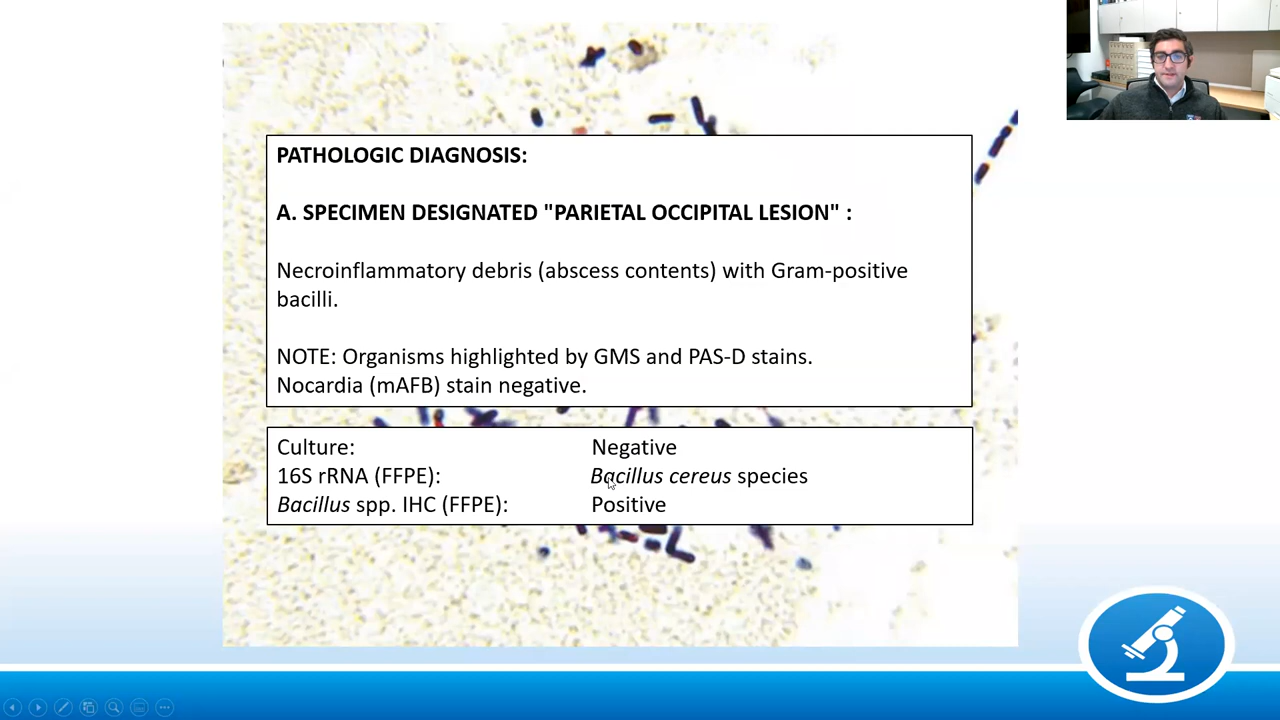 PATHOLOGIC DIAGNOSIS:
A. SPECIMEN DESIGNATED "PARIETAL OCCIPITAL LESION" :
Necroinflammatory debris (abscess contents) with Gram-positive
bacilli.
NOTE: Organisms highlighted by GMS and PAS-D stains.
Nocardia (mAFB) stain negative.
Culture: Negative
16S rRNA (FFPE): Bacillus cereus species
Bacillus spp. IHC (FFPE): Positive